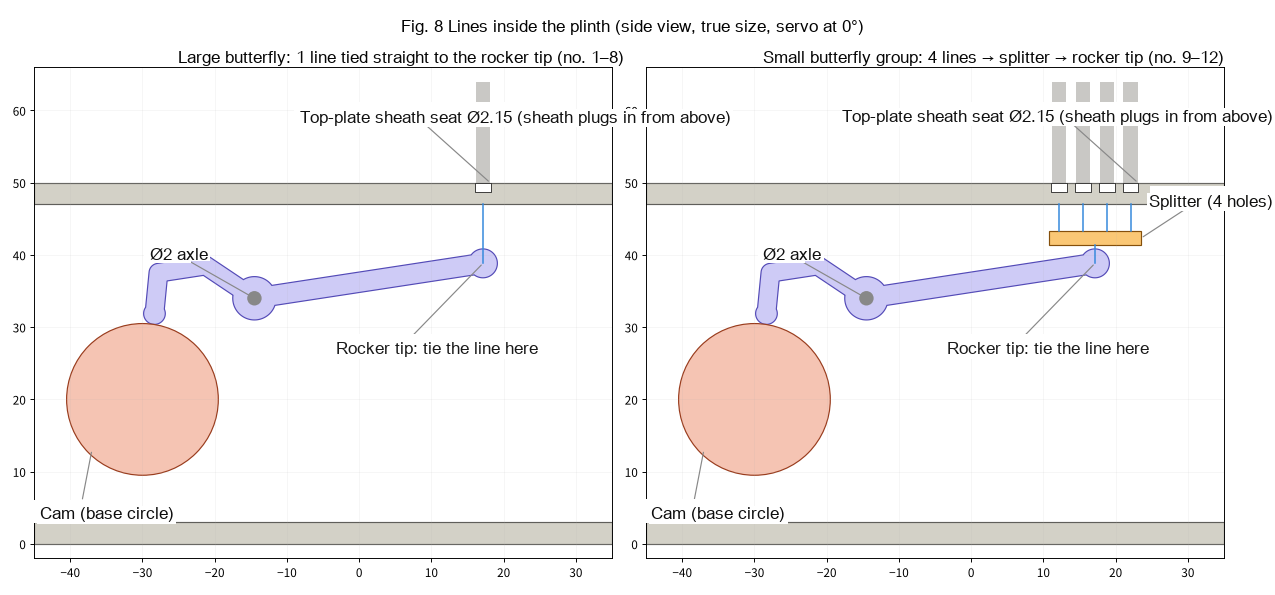 Fig. 8 Lines inside the plinth (side view, true size, servo at 0°)
Large butterfly: 1 line tied straight to the rocker tip (no. 1–8)
Top-plate sheath seat Ø2.15 (sheath plugs in from above)
Ø2 axle
Rocker tip: tie the line here
Cam (base circle)
60
50
40
30
20
10
0
−40
−30
−20
−10
0
10
20
30
Small butterfly group: 4 lines → splitter → rocker tip (no. 9–12)
Top-plate sheath seat Ø2.15 (sheath plugs in from above)
Splitter (4 holes)
Ø2 axle
Rocker tip: tie the line here
Cam (base circle)
50
40
30
20
10
0
−40
−30
−20
−10
0
10
20
30